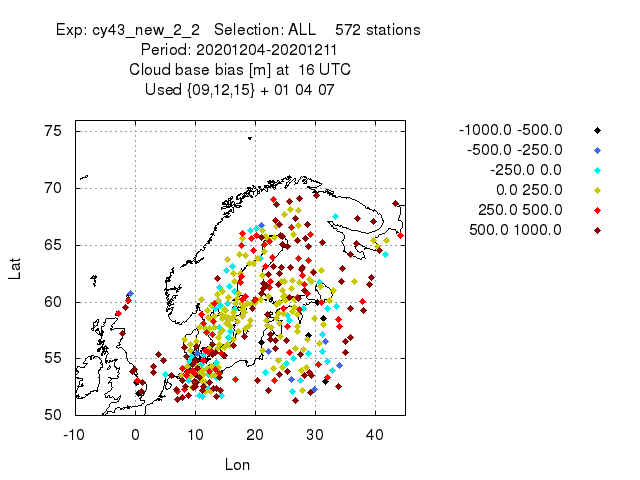 Exp: cy43_new_2_2   Selection: ALL    572 stations
Period: 20201204-20201211
Cloud base bias [m] at  16 UTC
Used {09,12,15} + 01 04 07
-1000.0 -500.0
-500.0 -250.0
-250.0 0.0
0.0 250.0
250.0 500.0
500.0 1000.0
75
70
65
60
55
50
Lat
-10 0 10 20 30 40
Lon